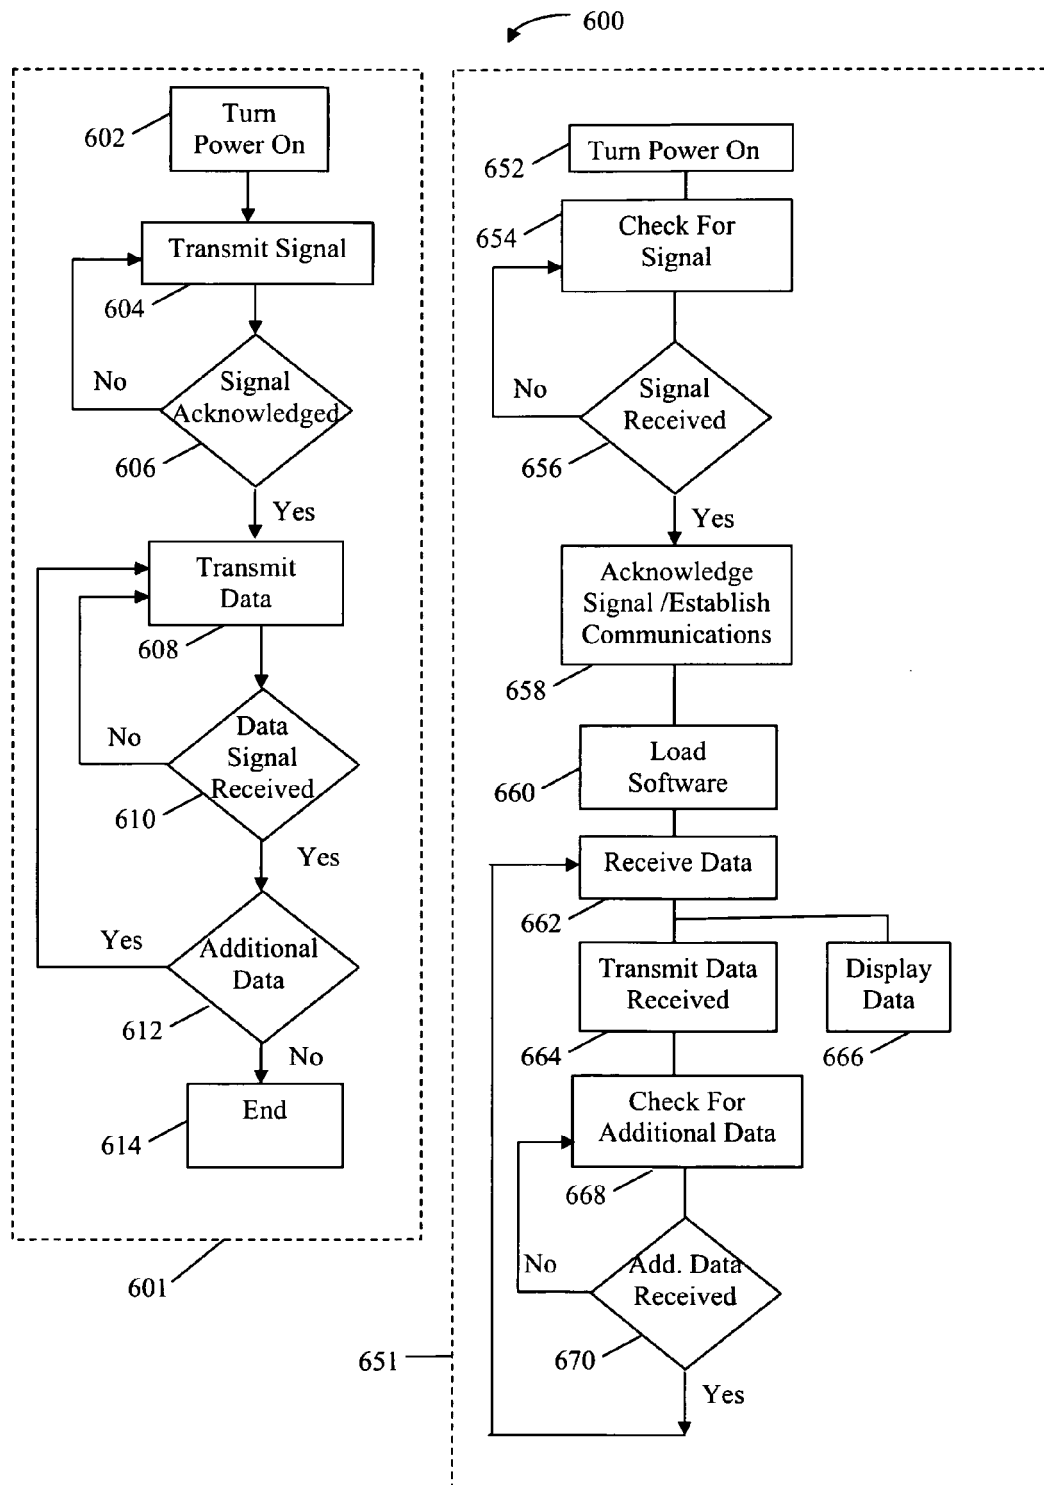 600
602
Turn
Power On
Transmit Signal
604
No
Signal
Acknowledged
606
Yes
Transmit
Data
608
No
Data
Signal
Received
610
Yes
Yes
Additional
Data
612
No
End
614
601
652
Turn Power On
654
Check For
Signal
No
Signal
Received
656
Yes
Acknowledge
Signal /Establish
Communications
658
Load
Software
660
Receive Data
662
Transmit Data
Received
664
Display
Data
666
Check For
Additional Data
668
No
Add. Data
Received
670
Yes
651